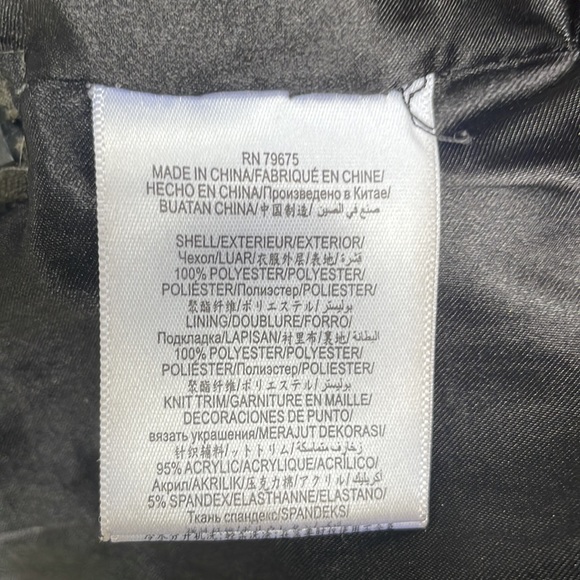 RN 79675
MADE IN CHINA/FABRIQUÉ EN CHINE/
HECHO EN CHINA/Произведено в Китае/
BUATAN CHINA/中国制造/ صنع في الصين/
SHELL/EXTERIEUR/EXTERIOR/
Чехол/LUAR/衣服外层/表地/قشرة/
100% POLYESTER/POLYESTER/
POLIÉSTER/Полиэстер/POLIESTER/
聚酯纤维/ポリエステル/بوليستر/
LINING/DOUBLURE/FORRO/
Подкладка/LAPISAN/衬里布/裏地/البطانة/
100% POLYESTER/POLYESTER/
POLIÉSTER/Полиэстер/POLIESTER/
聚酯纤维/ポリエステル/بوليستر/
KNIT TRIM/GARNITURE EN MAILLE/
DECORACIONES DE PUNTO/
вязать украшения/MERAJUT DEKORASI/
针织辅料/ニットトリム/زخارف متماسكة/
95% ACRYLIC/ACRYLIQUE/ACRÍLICO/
Акрил/AKRILIK/压克力棉/アクリル/أكريليك/
5% SPANDEX/ELASTHANNE/ELASTANO/
Ткань спандекс/SPANDEKS/